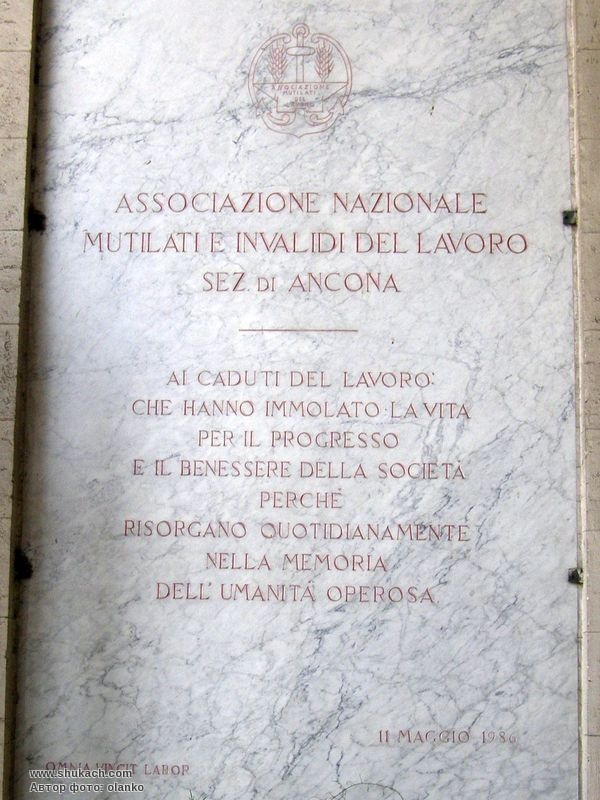 ASSOCIAZIONE
MUTILATI
DEL
LAVORO
ASSOCIAZIONE NAZIONALE
MUTILATI E INVALIDI DEL LAVORO
SEZ. DI ANCONA
AI CADUTI DEL LAVORO:
CHE HANNO IMMOLATO LA VITA
PER IL PROGRESSO
E IL BENESSERE DELLA SOCIETÀ
PERCHÈ
RISORGANO QUOTIDIANAMENTE
NELLA MEMORIA
DELL' UMANITÀ OPEROSA
11 MAGGIO 1986
OMNIA VINCIT LABOR
www.shukach.com
Автор фото: olanko